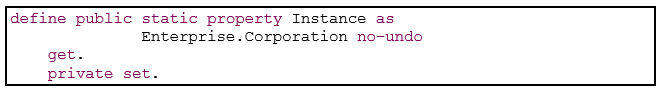 define public static property Instance as
Enterprise.Corporation no-undo
get.
private set.